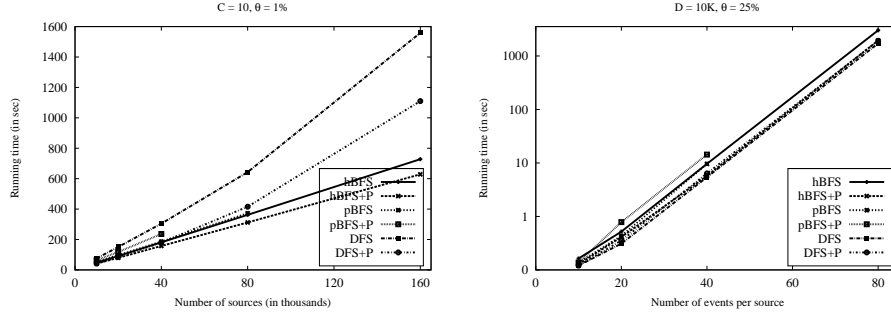 C = 10, θ = 1%
1600
1400
1200
1000
800
600
400
200
0
0
40
80
120
160
Running time (in sec)
Number of sources (in thousands)
hBFS
hBFS+P
pBFS
pBFS+P
DFS
DFS+P
D = 10K, θ = 25%
1000
100
10
1
0
0
20
40
60
80
Running time (in sec)
Number of events per source
hBFS
hBFS+P
pBFS
pBFS+P
DFS
DFS+P